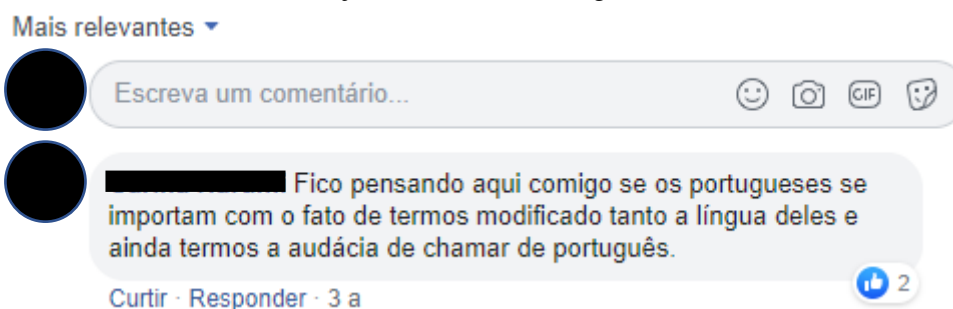 Mais relevantes
Escreva um comentário...
GIF
Fico pensando aqui comigo se os portugueses se
importam com o fato de termos modificado tanto a língua deles e
ainda termos a audácia de chamar de português.
2
Curtir · Responder · 3 a